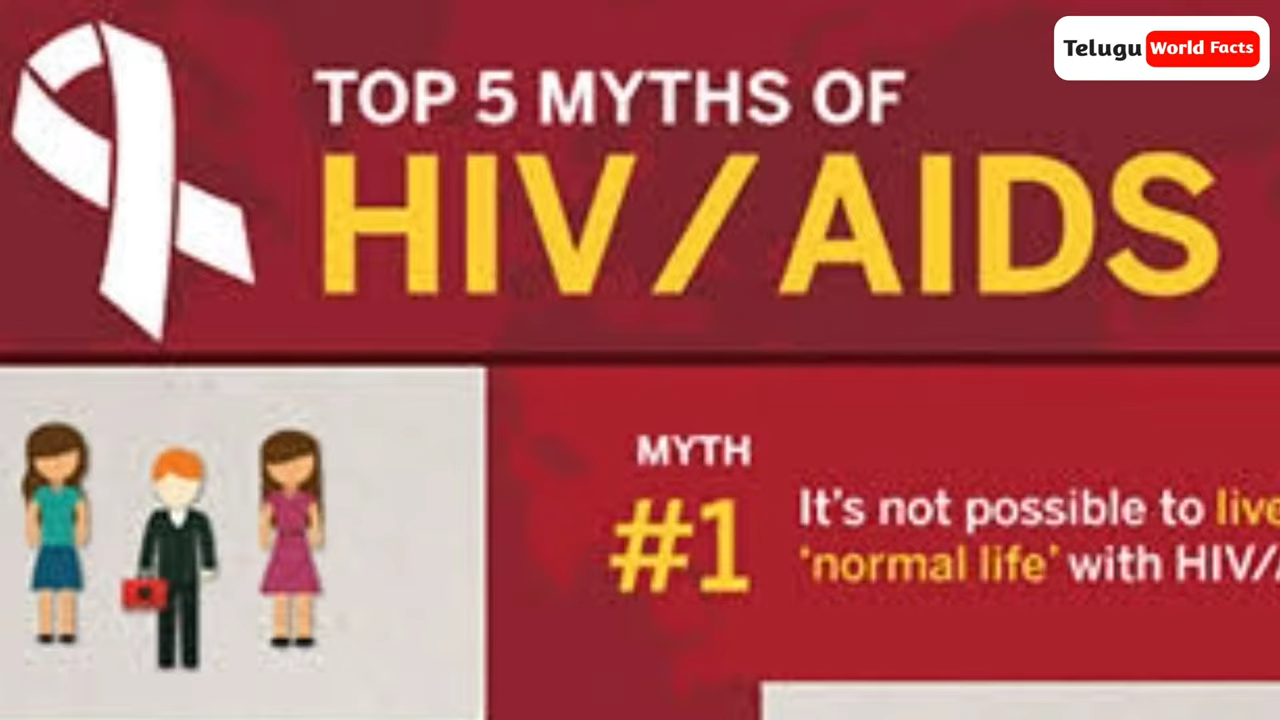 Telugu World Facts
TOP 5 MYTHS OF
HIV/AIDS
MYTH
#1
It's not possible to live
'normal life' with HIV/